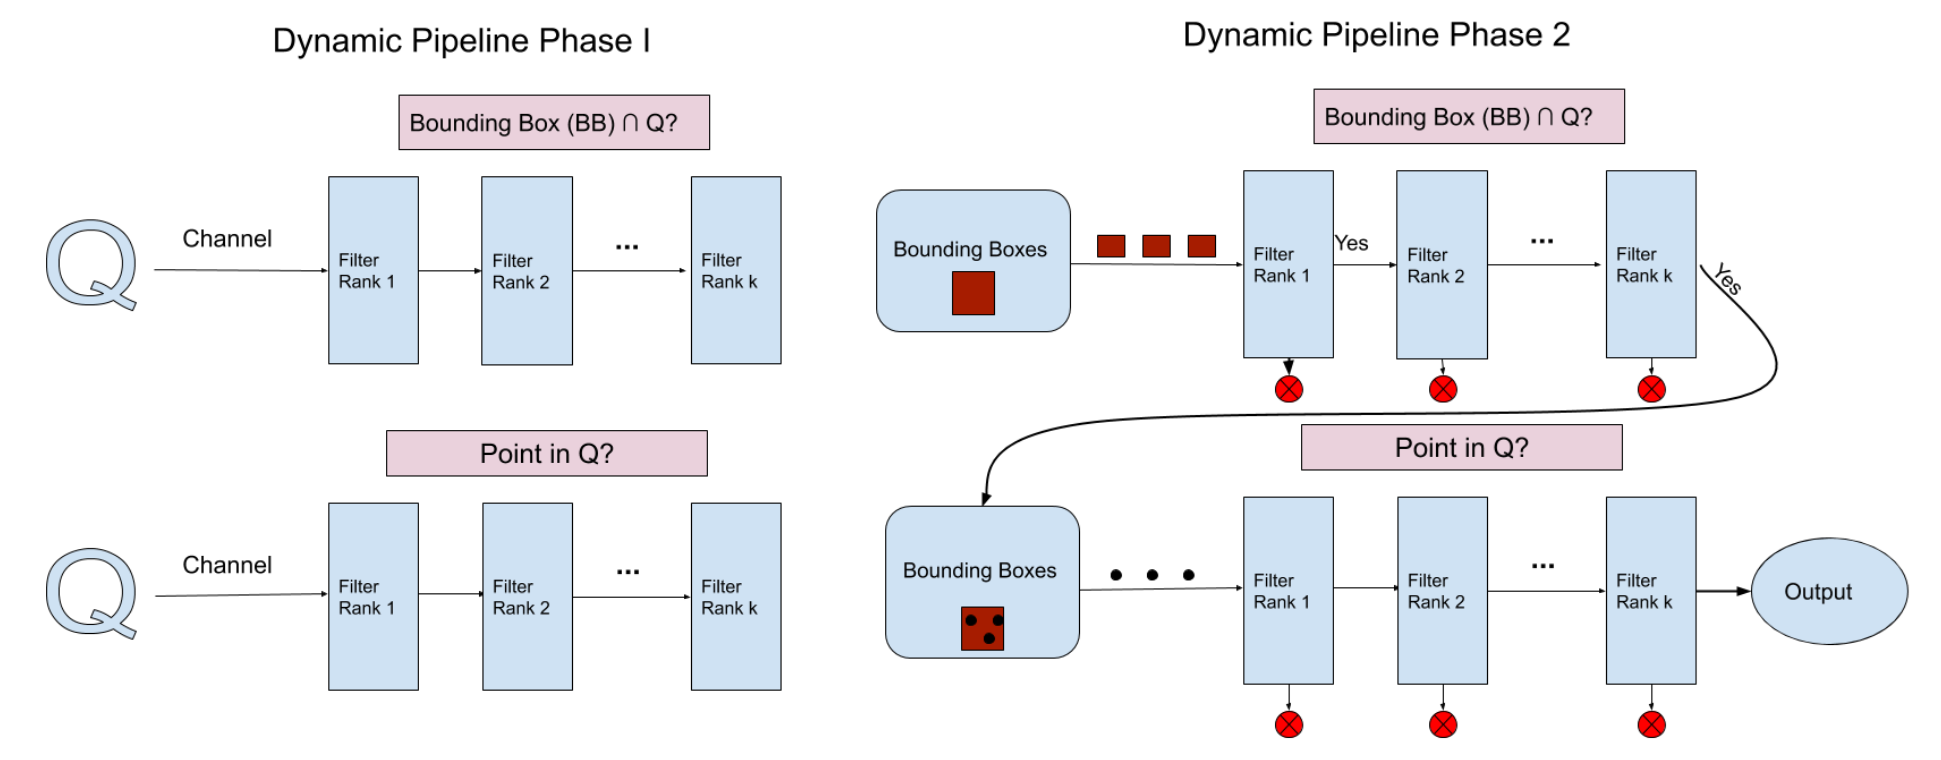 Dynamic Pipeline Phase I
Bounding Box (BB) ∩ Q?
Q
Channel
Filter
Rank 1
Filter
Rank 2
...
Filter
Rank k
Point in Q?
Q
Channel
Filter
Rank 1
Filter
Rank 2
...
Filter
Rank k
Dynamic Pipeline Phase 2
Bounding Box (BB) ∩ Q?
Bounding Boxes
Filter
Rank 1
Yes
Filter
Rank 2
...
Filter
Rank k
Yes
Point in Q?
Bounding Boxes
Filter
Rank 1
Filter
Rank 2
...
Filter
Rank k
Output